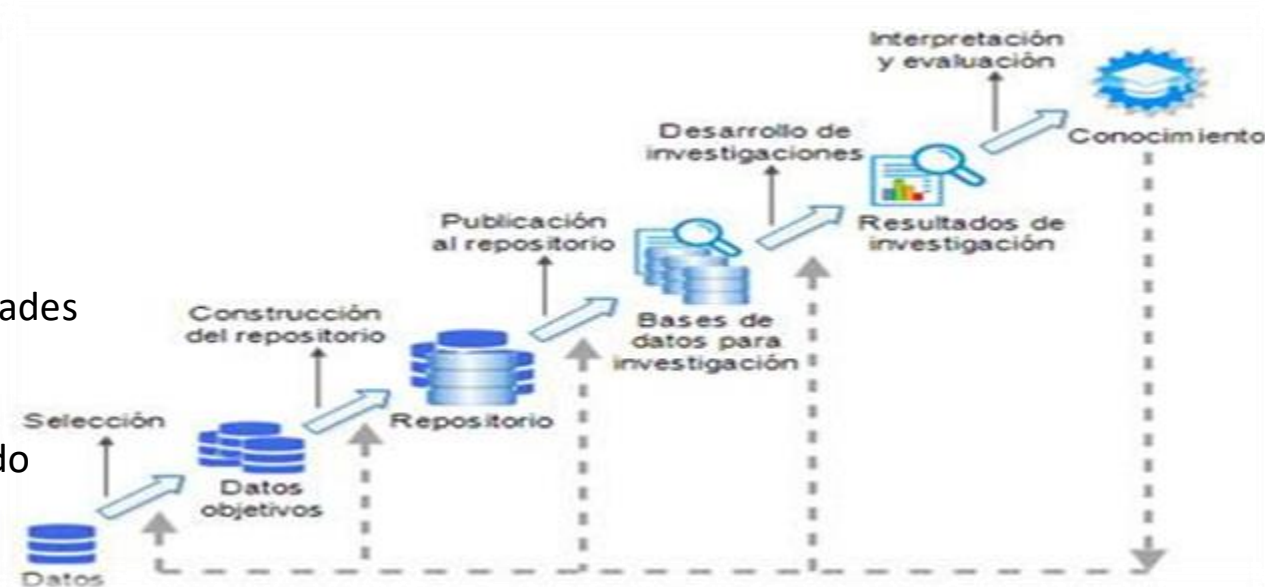 Interpretación
y evaluación
Conocimiento
Desarrollo de
investigaciones
Resultados de
investigación
Publicación
al repositorio
Bases de
datos para
investigación
ades
Construcción
del repositorio
Repositorio
Selección
do
Datos
objetivos
Datos